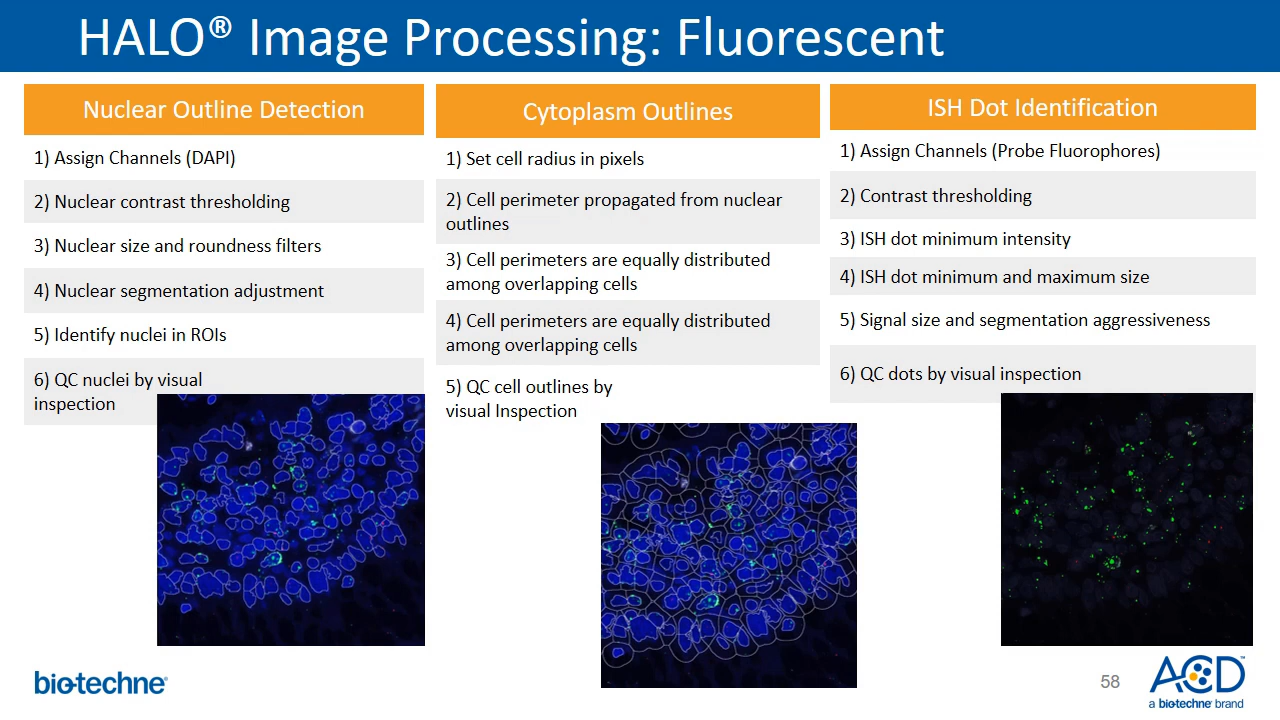 HALO® Image Processing: Fluorescent
Nuclear Outline Detection
1) Assign Channels (DAPI)
2) Nuclear contrast thresholding
3) Nuclear size and roundness filters
4) Nuclear segmentation adjustment
5) Identify nuclei in ROIs
6) QC nuclei by visual
inspection
Cytoplasm Outlines
1) Set cell radius in pixels
2) Cell perimeter propagated from nuclear
outlines
3) Cell perimeters are equally distributed
among overlapping cells
4) Cell perimeters are equally distributed
among overlapping cells
5) QC cell outlines by
visual Inspection
ISH Dot Identification
1) Assign Channels (Probe Fluorophores)
2) Contrast thresholding
3) ISH dot minimum intensity
4) ISH dot minimum and maximum size
5) Signal size and segmentation aggressiveness
6) QC dots by visual inspection
bio-techne®
58
ACD™
a bio-techne® brand